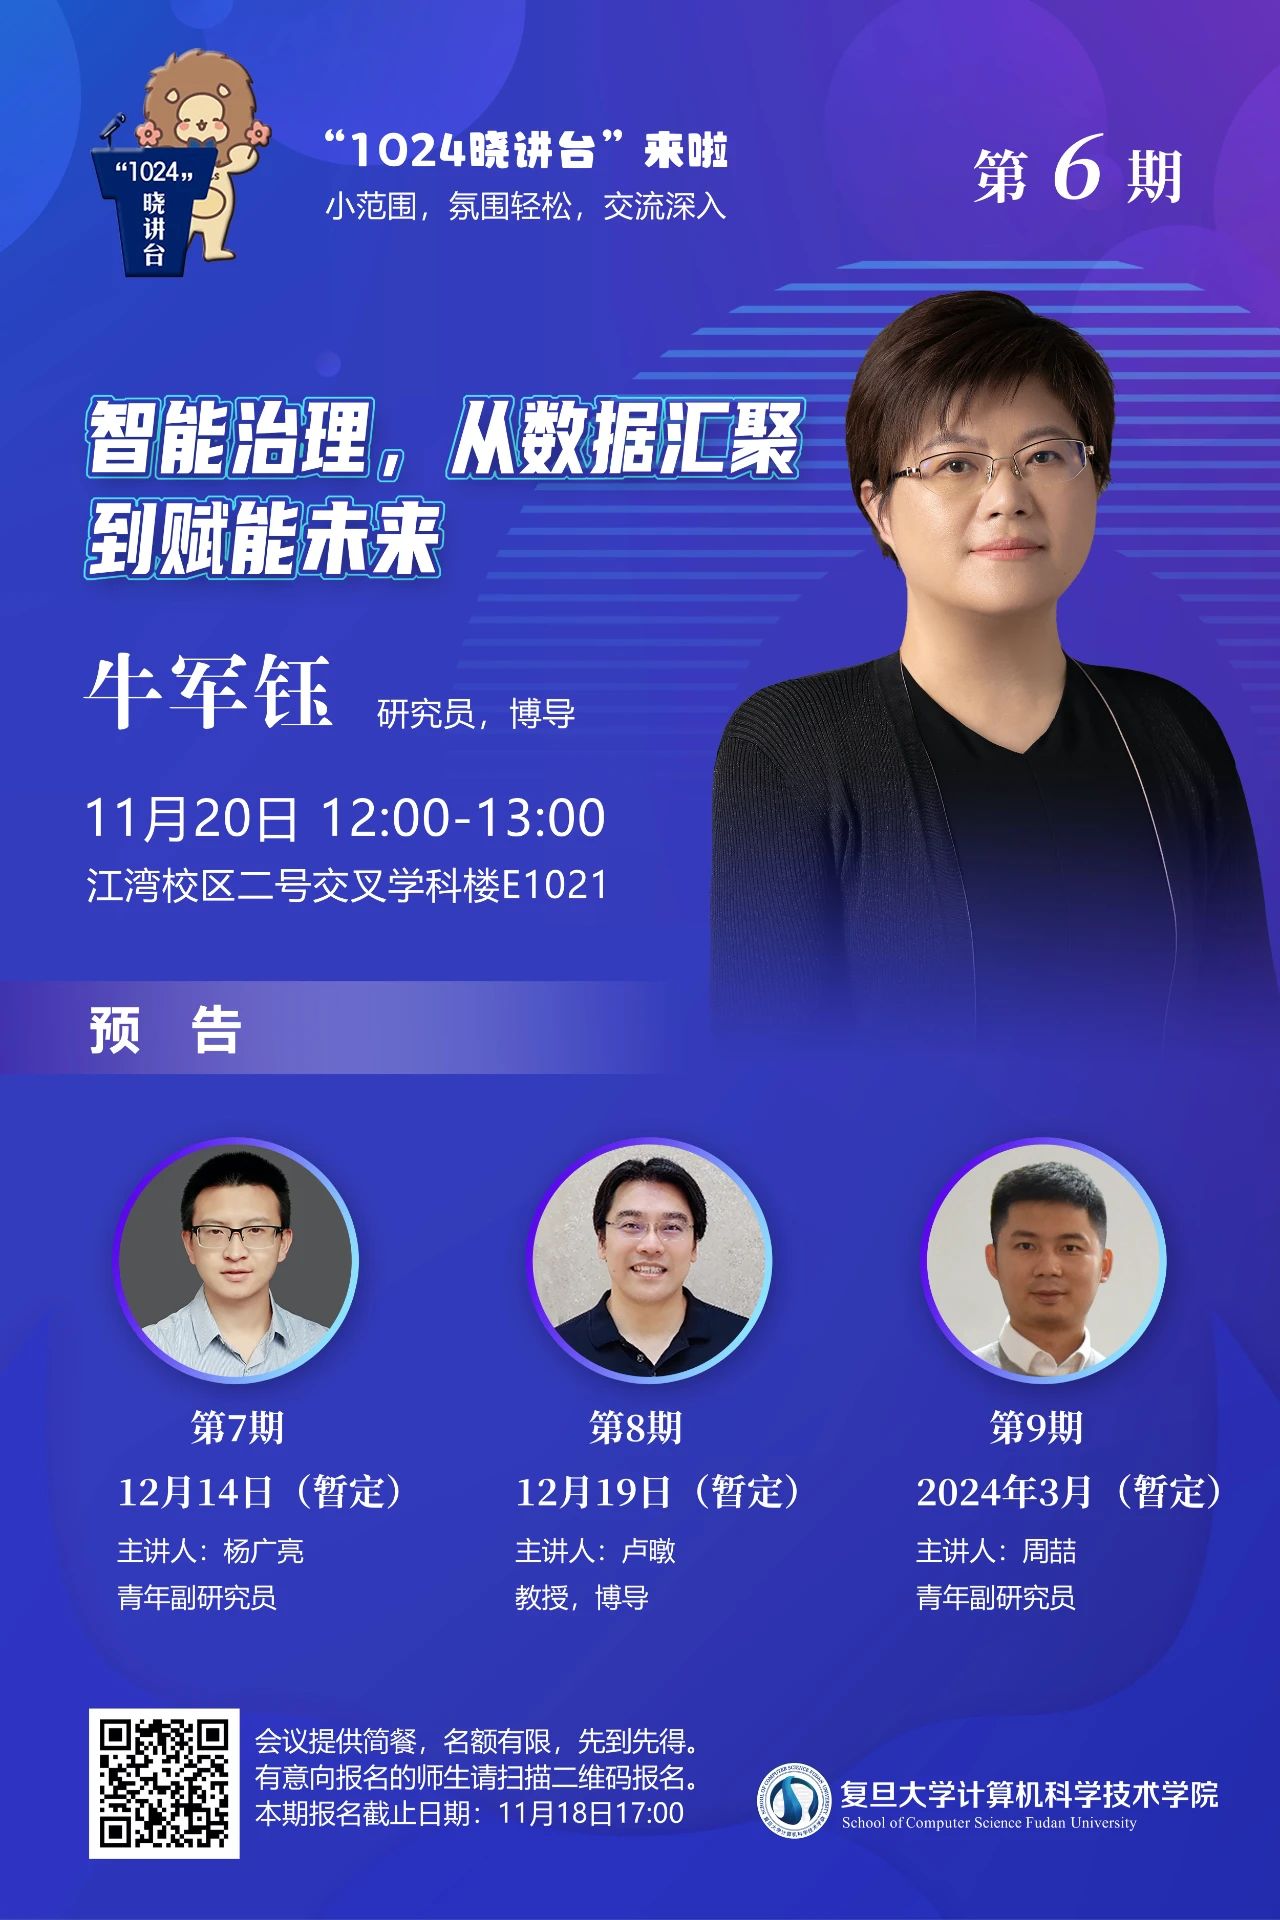 “1024晓讲台”来啦
小范围，氛围轻松，交流深入
第6期
“1024”
晓讲台
智能治理，从数据汇聚
到赋能未来
牛军钰 研究员，博导
11月20日 12:00-13:00
江湾校区二号交叉学科楼E1021
预 告
第7期
12月14日（暂定）
主讲人：杨广亮
青年副研究员
第8期
12月19日（暂定）
主讲人：卢暾
教授，博导
第9期
2024年3月（暂定）
主讲人：周喆
青年副研究员
会议提供简餐，名额有限，先到先得。
有意向报名的师生请扫描二维码报名。
本期报名截止日期：11月18日17:00
复旦大学计算机科学技术学院
School of Computer Science Fudan University